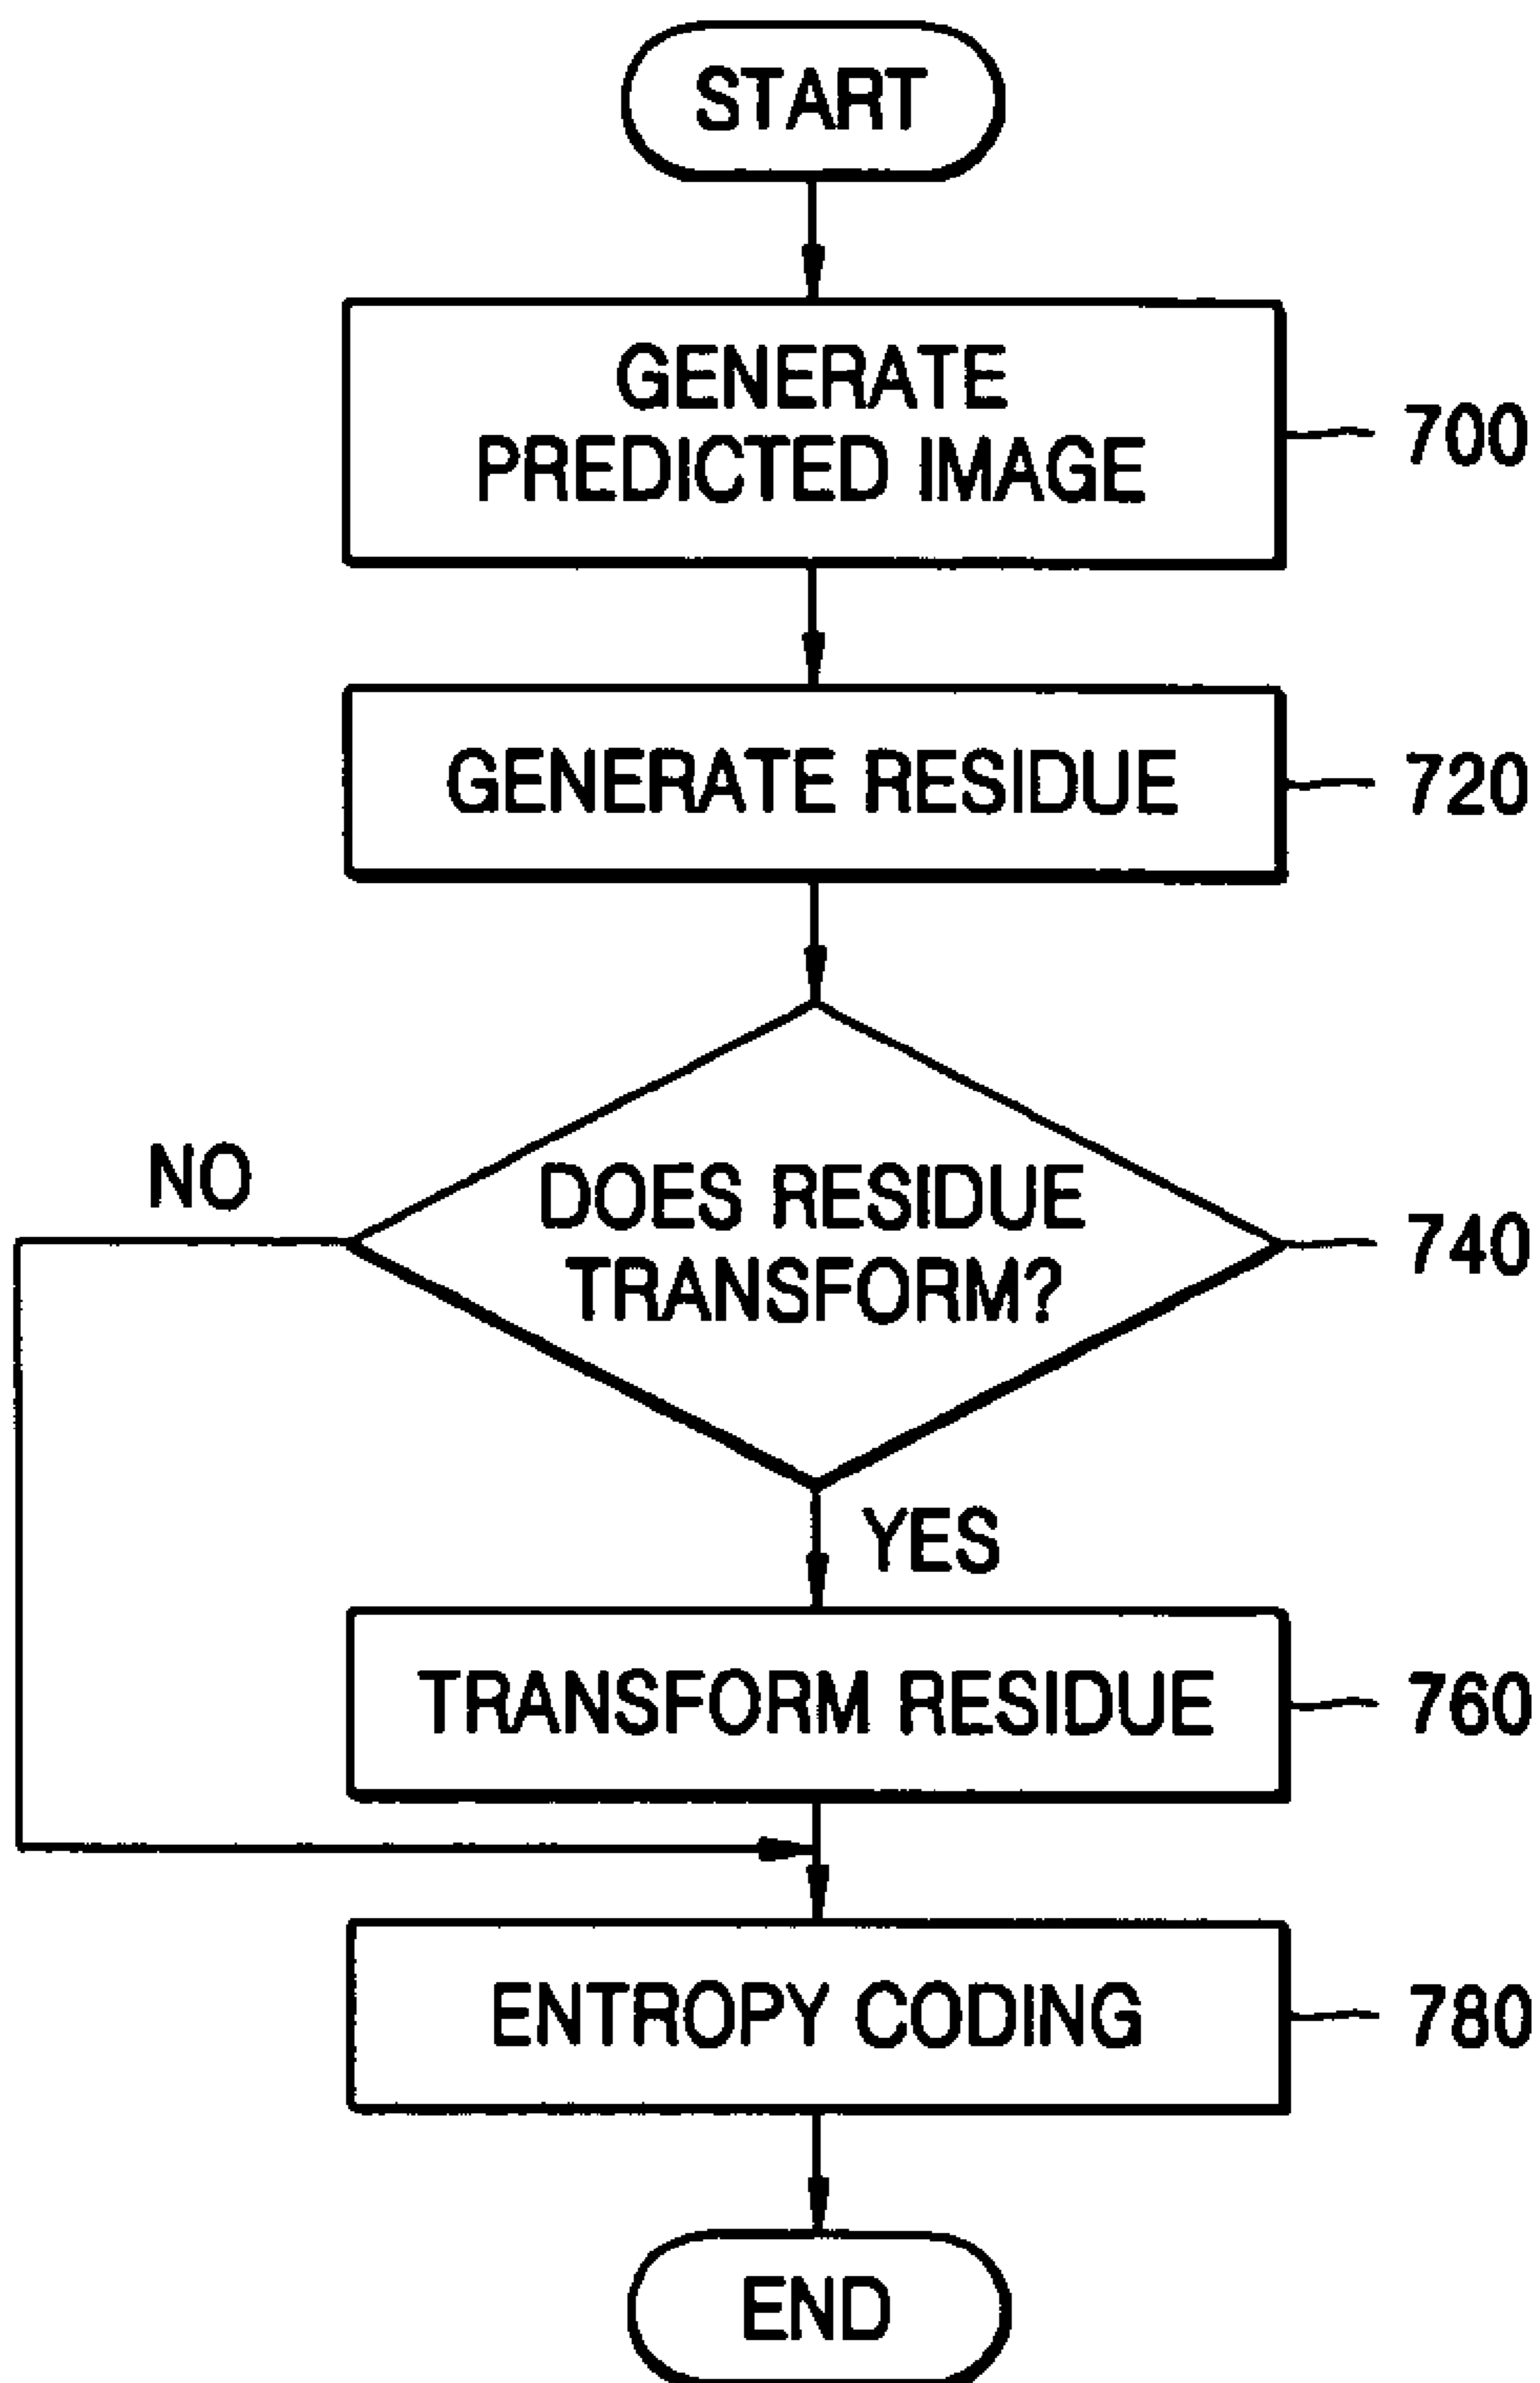 START
GENERATE
PREDICTED IMAGE
700
GENERATE RESIDUE
720
NO
DOES RESIDUE
TRANSFORM?
740
YES
TRANSFORM RESIDUE
760
ENTROPY CODING
780
END